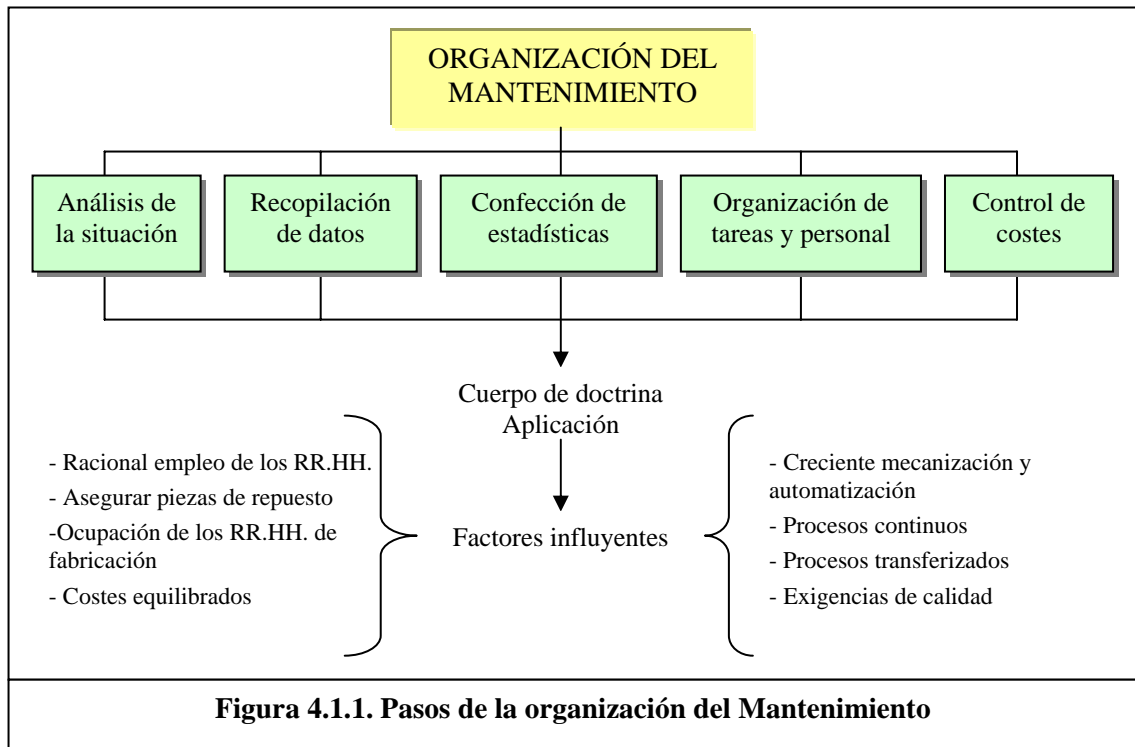 ORGANIZACIÓN DEL
MANTENIMIENTO
Análisis de
la situación
Recopilación
de datos
Confección de
estadísticas
Organización de
tareas y personal
Control de
costes
Cuerpo de doctrina
Aplicación
- Racional empleo de los RR.HH.
- Asegurar piezas de repuesto
-Ocupación de los RR.HH. de
fabricación
- Costes equilibrados
Factores influyentes
- Creciente mecanización y
automatización
- Procesos continuos
- Procesos transferizados
- Exigencias de calidad
Figura 4.1.1. Pasos de la organización del Mantenimiento